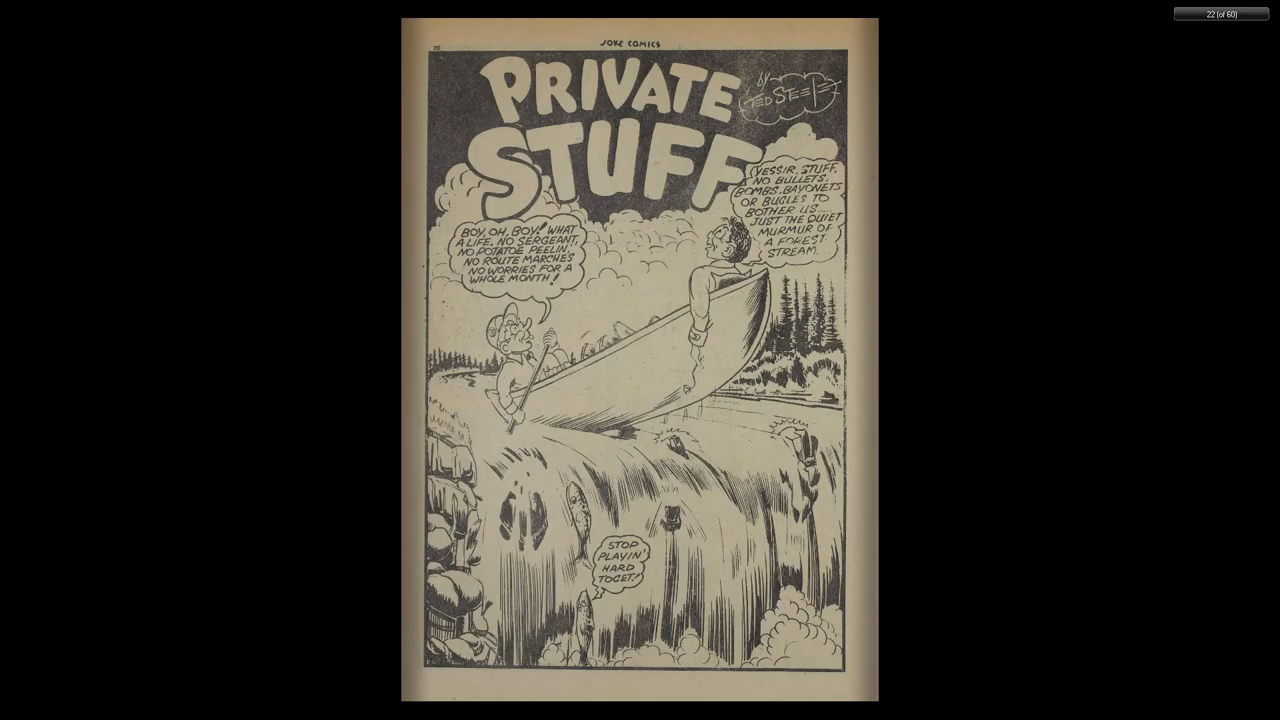 22 (of 60)
20
JOKE COMICS
PRIVATE
STUFF
by
TED STEELE
YESSIR, STUFF,
NO BULLETS,
BOMBS, BAYONETS
OR BUGLES TO
BOTHER US....
JUST THE QUIET
MURMUR OF
A FOREST
STREAM.
BOY, OH, BOY! WHAT
A LIFE. NO SERGEANT,
NO POTATOE PEELIN',
NO ROUTE MARCHES
NO WORRIES FOR A
WHOLE MONTH!
STOP
PLAYIN'
HARD
TOGET!